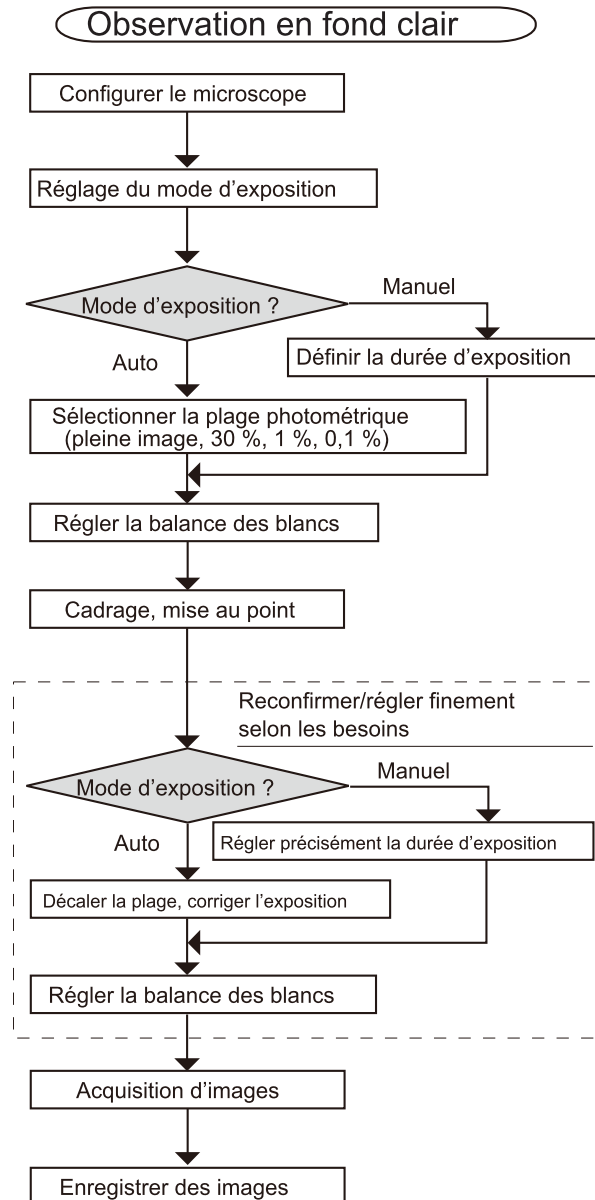 Observation en fond clair
Configurer le microscope
Réglage du mode d’exposition
Mode d’exposition ?
Manuel
Définir la durée d’exposition
Auto
Sélectionner la plage photométrique
(pleine image, 30 %, 1 %, 0,1 %)
Régler la balance des blancs
Cadrage, mise au point
Reconfirmer/régler finement
selon les besoins
Mode d’exposition ?
Manuel
Régler précisément la durée d’exposition
Auto
Décaler la plage, corriger l’exposition
Régler la balance des blancs
Acquisition d’images
Enregistrer des images